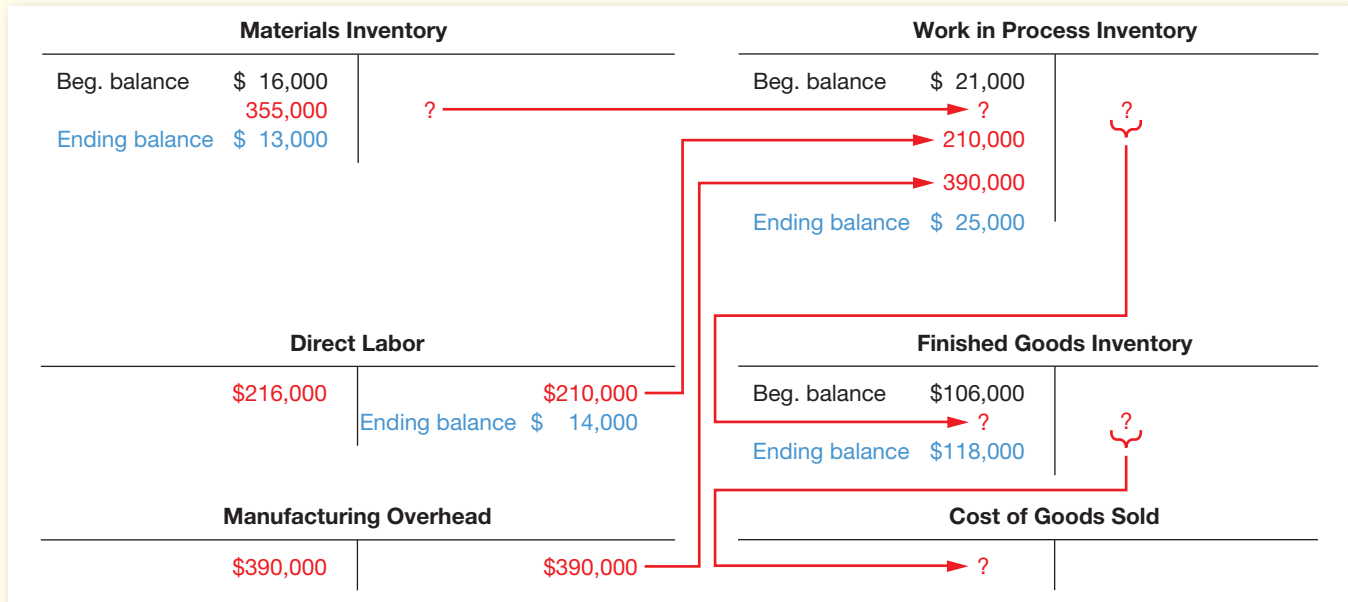 Materials Inventory
Beg. balance $ 16,000
355,000 ?
Ending balance $ 13,000
Work in Process Inventory
Beg. balance $ 21,000
? ?
210,000
390,000
Ending balance $ 25,000
Direct Labor
$216,000 $210,000
Ending balance $ 14,000
Finished Goods Inventory
Beg. balance $106,000
? ?
Ending balance $118,000
Manufacturing Overhead
$390,000 $390,000
Cost of Goods Sold
?